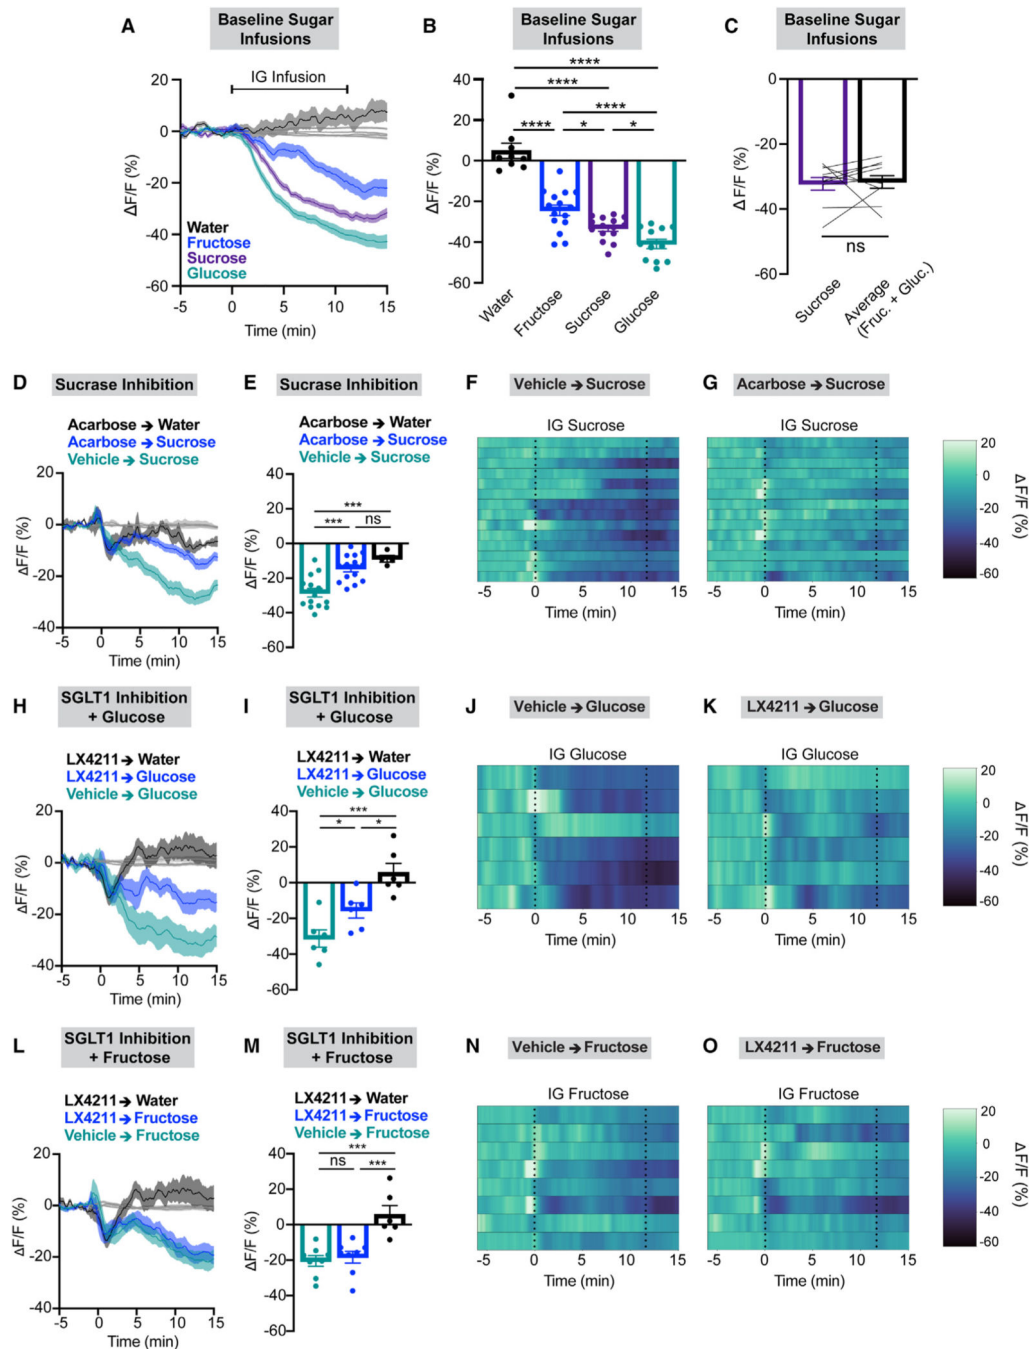 A
Baseline Sugar
Infusions
IG Infusion
20
0
-20
-40
-60
ΔF/F (%)
Water
Fructose
Sucrose
Glucose
-5 0 5 10 15
Time (min)
B
Baseline Sugar
Infusions
****
****
****
**** * *
40
20
0
-20
-40
-60
ΔF/F (%)
Water
Fructose
Sucrose
Glucose
C
Baseline Sugar
Infusions
0
-20
-40
-60
ΔF/F (%)
ns
Sucrose
Average
(Fruc. + Gluc.)
D
Sucrase Inhibition
Acarbose ➔ Water
Acarbose ➔ Sucrose
Vehicle ➔ Sucrose
20
0
-20
-40
ΔF/F (%)
-5 0 5 10 15
Time (min)
E
Sucrase Inhibition
Acarbose ➔ Water
Acarbose ➔ Sucrose
Vehicle ➔ Sucrose
40
20
0
-20
-40
-60
ΔF/F (%)
***
*** ns
F
Vehicle ➔ Sucrose
IG Sucrose
-5 0 5 10 15
Time (min)
G
Acarbose ➔ Sucrose
IG Sucrose
-5 0 5 10 15
Time (min)
20
0
-20
-40
-60
ΔF/F (%)
H
SGLT1 Inhibition
+ Glucose
LX4211 ➔ Water
LX4211 ➔ Glucose
Vehicle ➔ Glucose
20
0
-20
-40
ΔF/F (%)
-5 0 5 10 15
Time (min)
I
SGLT1 Inhibition
+ Glucose
LX4211 ➔ Water
LX4211 ➔ Glucose
Vehicle ➔ Glucose
40
20
0
-20
-40
-60
ΔF/F (%)
***
* *
J
Vehicle ➔ Glucose
IG Glucose
-5 0 5 10 15
Time (min)
K
LX4211 ➔ Glucose
IG Glucose
-5 0 5 10 15
Time (min)
20
0
-20
-40
-60
ΔF/F (%)
L
SGLT1 Inhibition
+ Fructose
LX4211 ➔ Water
LX4211 ➔ Fructose
Vehicle ➔ Fructose
20
0
-20
-40
ΔF/F (%)
-5 0 5 10 15
Time (min)
M
SGLT1 Inhibition
+ Fructose
LX4211 ➔ Water
LX4211 ➔ Fructose
Vehicle ➔ Fructose
40
20
0
-20
-40
-60
ΔF/F (%)
***
ns ***
N
Vehicle ➔ Fructose
IG Fructose
-5 0 5 10 15
Time (min)
O
LX4211 ➔ Fructose
IG Fructose
-5 0 5 10 15
Time (min)
20
0
-20
-40
-60
ΔF/F (%)